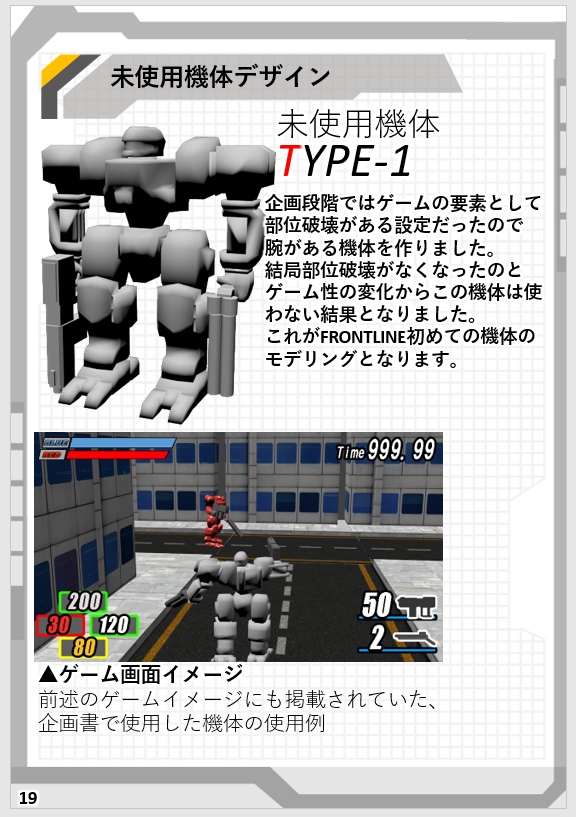 未使用機体デザイン
未使用機体
TYPE-1
企画段階ではゲームの要素として
部位破壊がある設定だったので
腕がある機体を作りました。
結局部位破壊がなくなったのと
ゲーム性の変化からこの機体は使
わない結果となりました。
これがFRONTLINE初めての機体の
モデリングとなります。
BLUE
RED
Time 999.99
200
30 120
80
50
2
▲ゲーム画面イメージ
前述のゲームイメージにも掲載されていた、
企画書で使用した機体の使用例
19